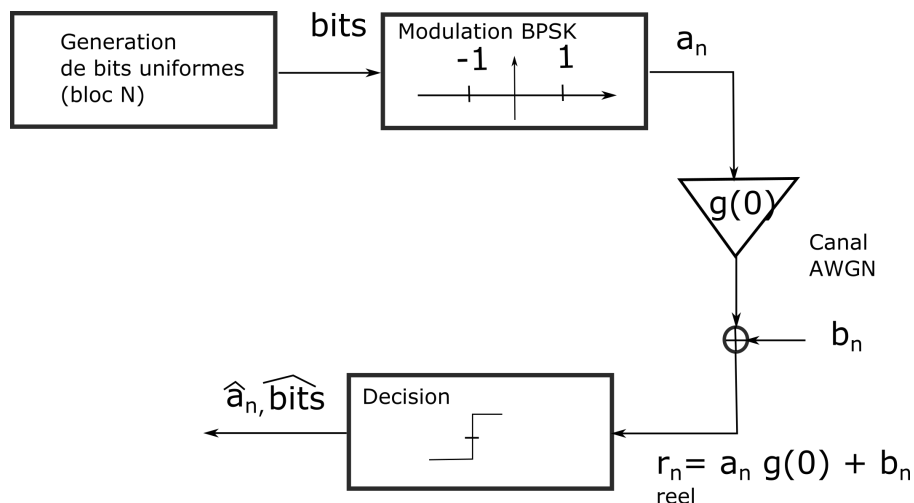 Generation
de bits uniformes
(bloc N)
bits
Modulation BPSK
-1 1
aₙ
g(0)
Canal
AWGN
bₙ
Decision
âₙ, bits
rₙ= aₙ g(0) + bₙ
reel